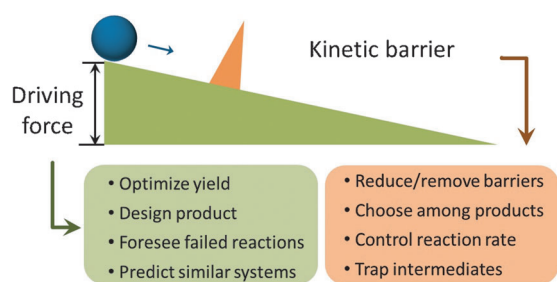 Kinetic barrier
Driving
force
• Optimize yield
• Design product
• Foresee failed reactions
• Predict similar systems
• Reduce/remove barriers
• Choose among products
• Control reaction rate
• Trap intermediates